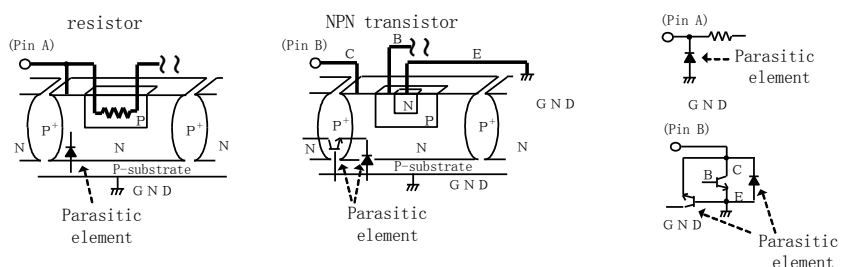 resistor
(Pin A)
P+
P
P+
N
N
N
P-substrate
GND
Parasitic
element
NPN transistor
(Pin B)
C
B
E
GND
P+
N
P
P+
N
N
N
P-substrate
GND
Parasitic
element
(Pin A)
Parasitic
element
GND
(Pin B)
B
C
E
GND
Parasitic
element